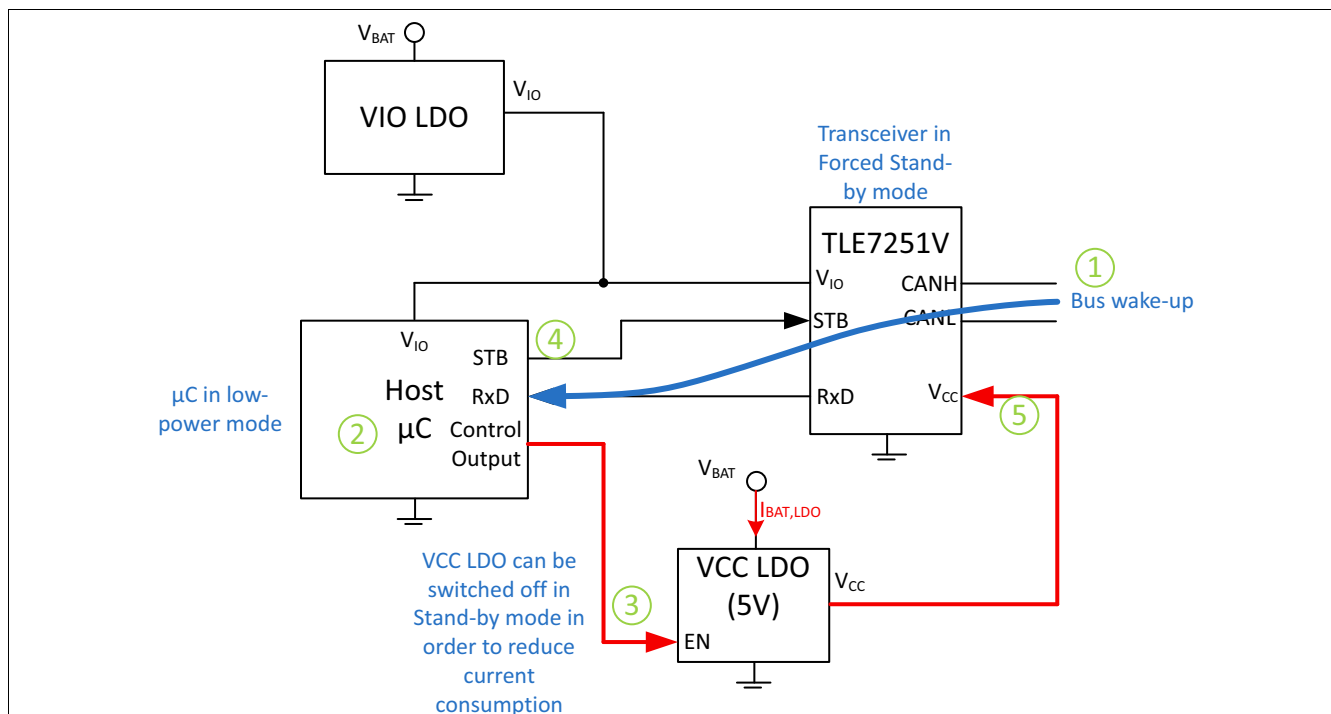 VBAT
VIO LDO
VIO
Transceiver in
Forced Stand-
by mode
TLE7251V
VIO
CANH
STB
CANL
RxD
VCC
1
Bus wake-up
VIO
STB
4
Host
RxD
µC
2
Control
Output
µC in low-
power mode
5
VBAT
IBAT,LDO
VCC LDO
(5V)
VCC
EN
3
VCC LDO can be
switched off in
Stand-by mode in
order to reduce
current
consumption